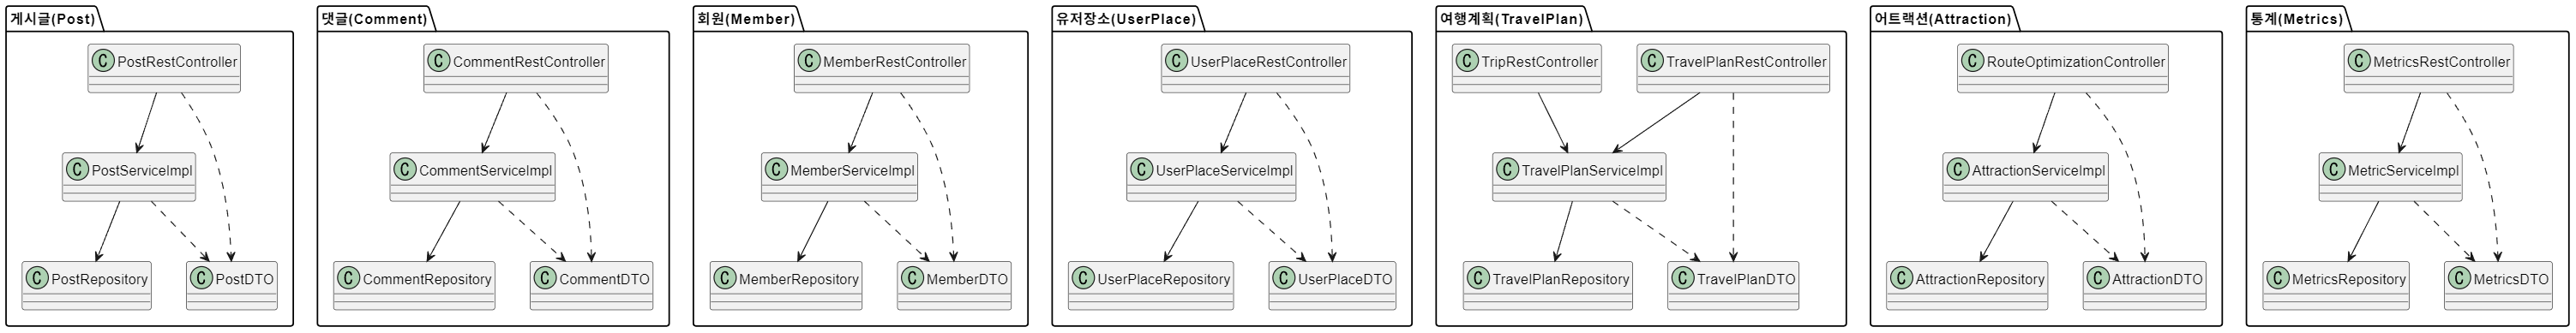 게시글(Post)
C PostRestController
C PostServiceImpl
C PostRepository
C PostDTO
댓글(Comment)
C CommentRestController
C CommentServiceImpl
C CommentRepository
C CommentDTO
회원(Member)
C MemberRestController
C MemberServiceImpl
C MemberRepository
C MemberDTO
유저장소(UserPlace)
C UserPlaceRestController
C UserPlaceServiceImpl
C UserPlaceRepository
C UserPlaceDTO
여행계획(TravelPlan)
C TripRestController
C TravelPlanRestController
C TravelPlanServiceImpl
C TravelPlanRepository
C TravelPlanDTO
어트랙션(Attraction)
C RouteOptimizationController
C AttractionServiceImpl
C AttractionRepository
C AttractionDTO
통계(Metrics)
C MetricsRestController
C MetricServiceImpl
C MetricsRepository
C MetricsDTO